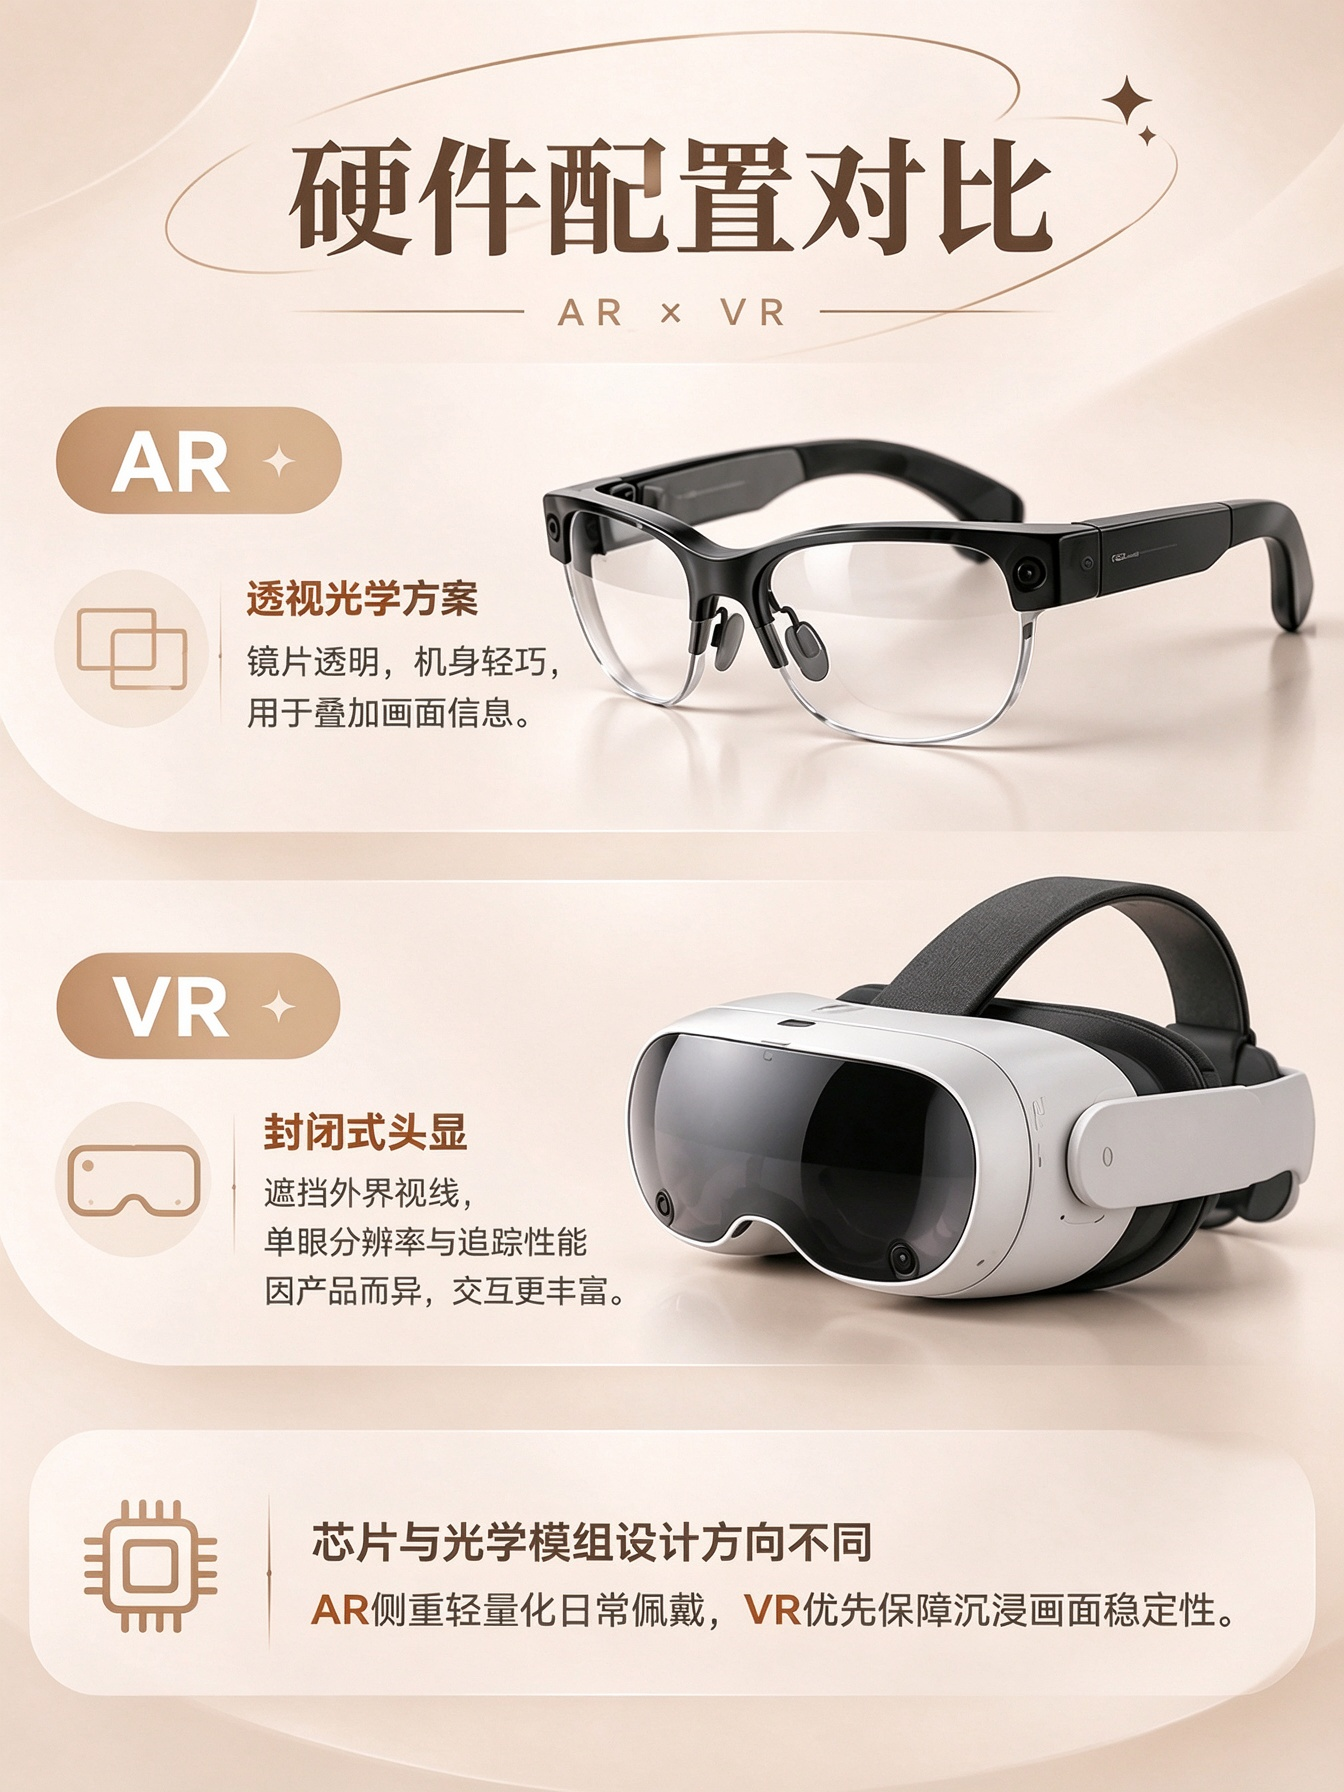 硬件配置对比
AR × VR
AR
透视光学方案
镜片透明，机身轻巧，
用于叠加画面信息。
VR
封闭式头显
遮挡外界视线，
单眼分辨率与追踪性能
因产品而异，交互更丰富。
芯片与光学模组设计方向不同
AR侧重轻量化日常佩戴，VR优先保障沉浸画面稳定性。